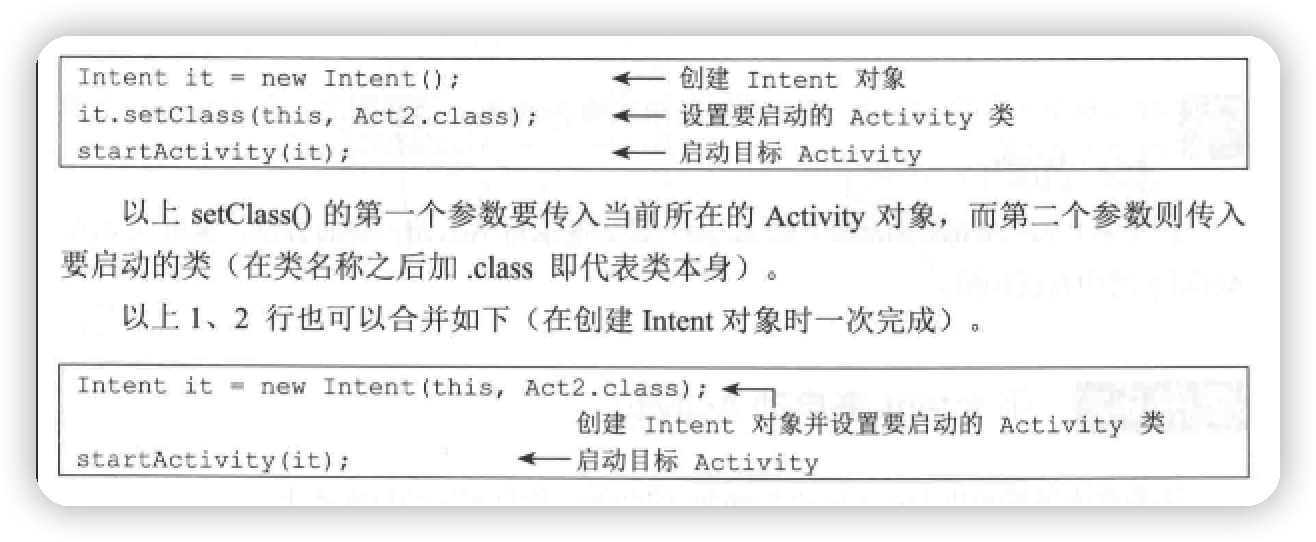 Intent it = new Intent(); ← 创建 Intent 对象
it.setClass(this, Act2.class); ← 设置要启动的 Activity 类
startActivity(it); ← 启动目标 Activity
以上 setClass() 的第一个参数要传入当前所在的 Activity 对象，而第二个参数则传入
要启动的类（在类名称之后加 .class 即代表类本身）。
以上 1、2 行也可以合并如下（在创建 Intent 对象时一次完成）。
Intent it = new Intent(this, Act2.class); ←
创建 Intent 对象并设置要启动的 Activity 类
startActivity(it); ← 启动目标 Activity